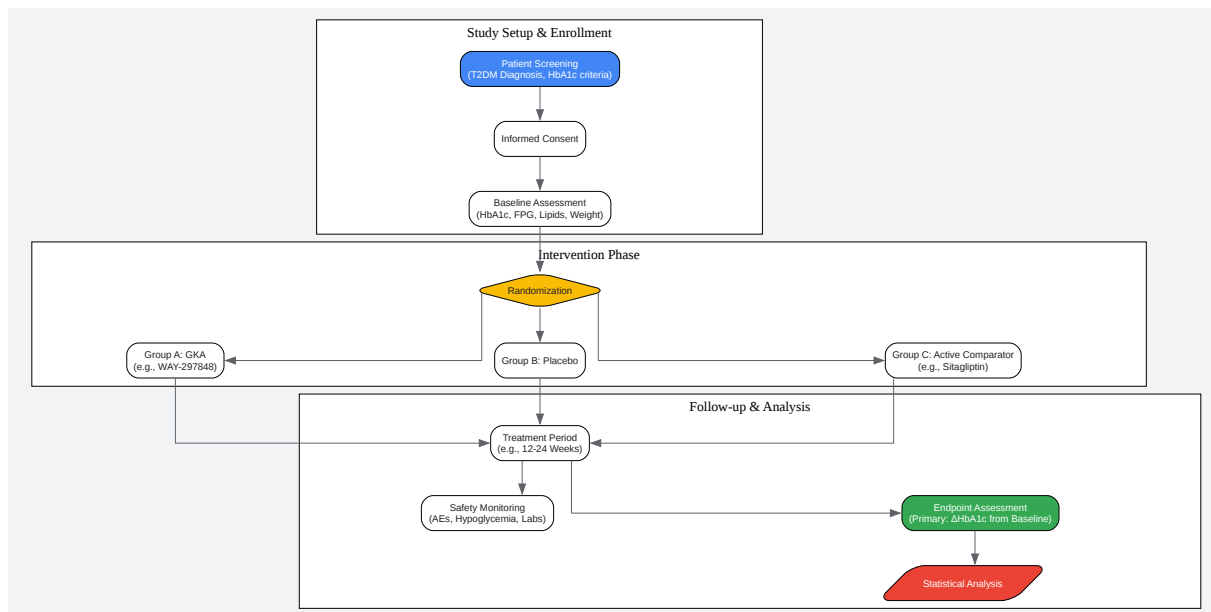 Study Setup & Enrollment
Patient Screening
(T2DM Diagnosis, HbA1c criteria)
Informed Consent
Baseline Assessment
(HbA1c, FPG, Lipids, Weight)
Intervention Phase
Randomization
Group A: GKA
(e.g., WAY-297848)
Group B: Placebo
Group C: Active Comparator
(e.g., Sitagliptin)
Follow-up & Analysis
Treatment Period
(e.g., 12-24 Weeks)
Safety Monitoring
(AEs, Hypoglycemia, Labs)
Endpoint Assessment
(Primary: ΔHbA1c from Baseline)
Statistical Analysis